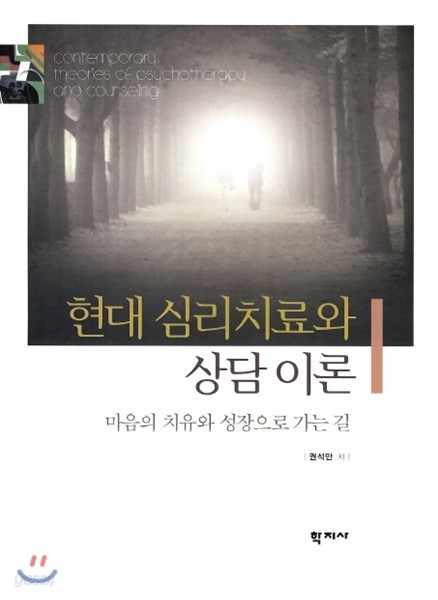 contemporary
theories of psychotherapy
and counseling
현대 심리치료와
상담 이론
마음의 치유와 성장으로 가는 길
| 권석만 저 |
학지사
yes24